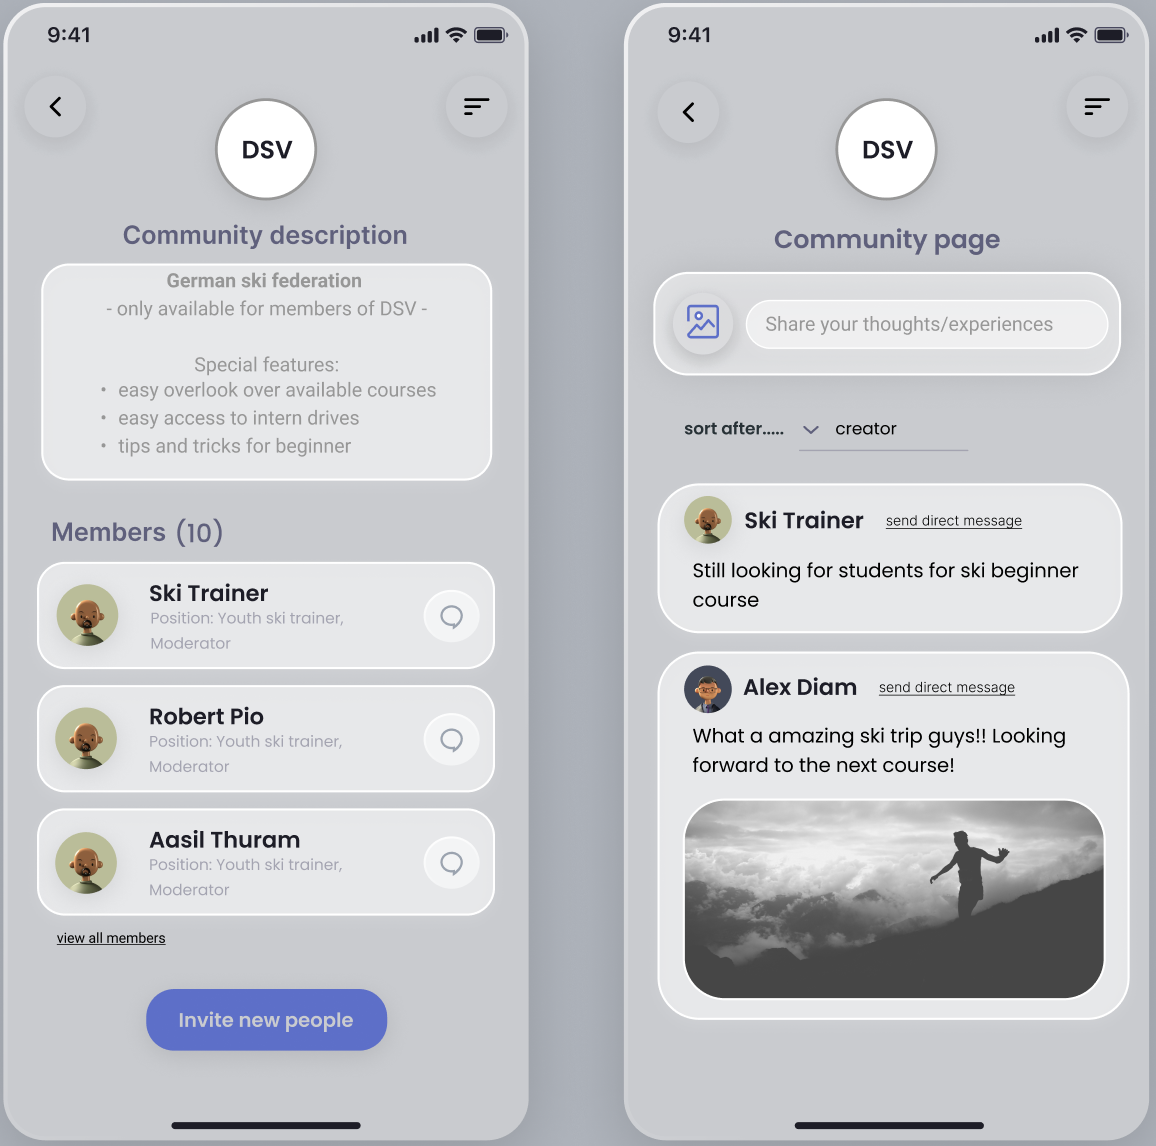 9:41
DSV
Community description
German ski federation
- only available for members of DSV -
Special features:
• easy overlook over available courses
• easy access to intern drives
• tips and tricks for beginner
Members (10)
Ski Trainer
Position: Youth ski trainer,
Moderator
Robert Pio
Position: Youth ski trainer,
Moderator
Aasil Thuram
Position: Youth ski trainer,
Moderator
view all members
Invite new people
9:41
DSV
Community page
Share your thoughts/experiences
sort after..... creator
Ski Trainer send direct message
Still looking for students for ski beginner
course
Alex Diam send direct message
What a amazing ski trip guys!! Looking
forward to the next course!